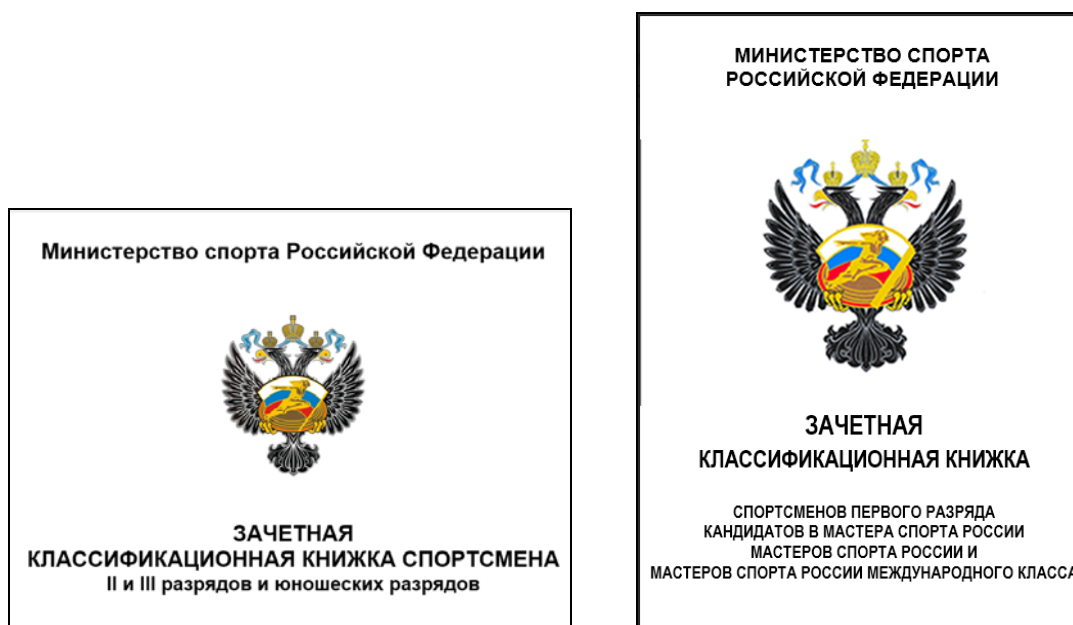 Министерство спорта Российской Федерации
ЗАЧЕТНАЯ
КЛАССИФИКАЦИОННАЯ КНИЖКА СПОРТСМЕНА
II и III разрядов и юношеских разрядов
МИНИСТЕРСТВО СПОРТА
РОССИЙСКОЙ ФЕДЕРАЦИИ
ЗАЧЕТНАЯ
КЛАССИФИКАЦИОННАЯ КНИЖКА
СПОРТСМЕНОВ ПЕРВОГО РАЗРЯДА
КАНДИДАТОВ В МАСТЕРА СПОРТА РОССИИ
МАСТЕРОВ СПОРТА РОССИИ И
МАСТЕРОВ СПОРТА РОССИИ МЕЖДУНАРОДНОГО КЛАССА